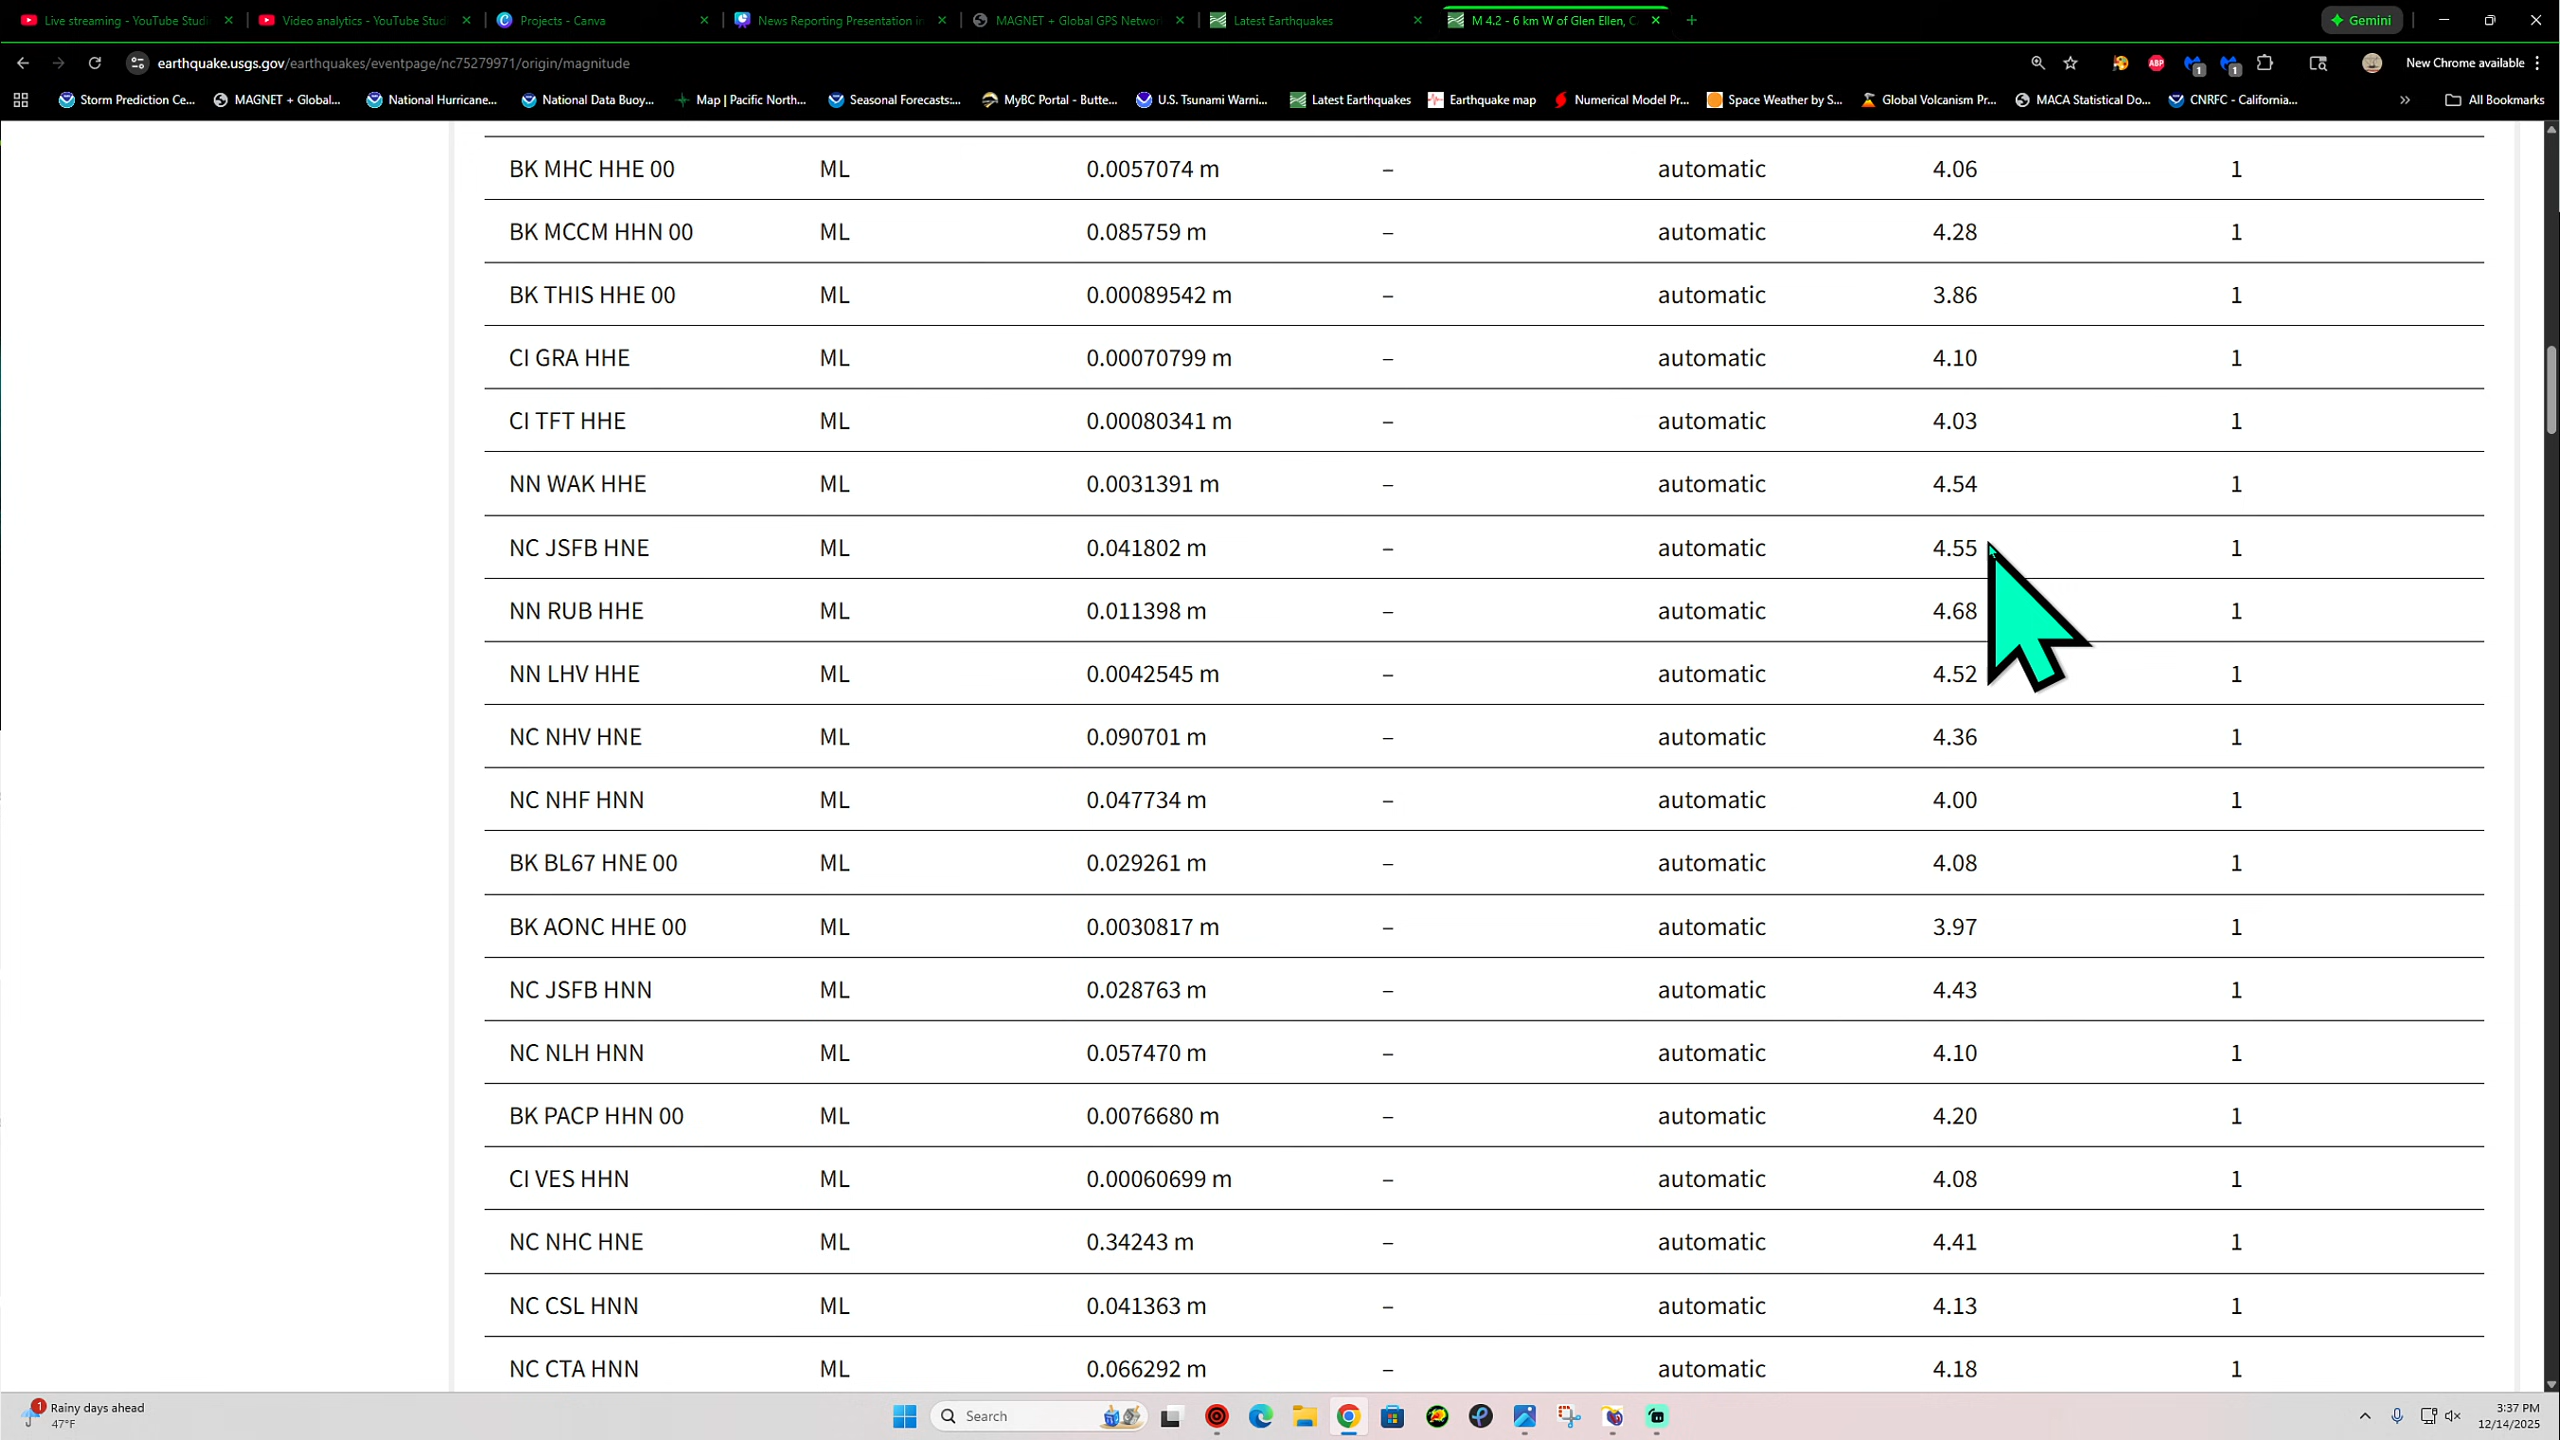 Live streaming - YouTube Studi
Video analytics - YouTube Studi
Projects - Canva
News Reporting Presentation in
MAGNET + Global GPS Networ
Latest Earthquakes
M 4.2 - 6 km W of Glen Ellen, C
Gemini
earthquake.usgs.gov/earthquakes/eventpage/nc75279971/origin/magnitude
ABP
1
1
New Chrome available
Storm Prediction Ce...
MAGNET + Global...
National Hurricane...
National Data Buoy...
Map | Pacific North...
Seasonal Forecasts:...
MyBC Portal - Butte...
U.S. Tsunami Warni...
Latest Earthquakes
Earthquake map
Numerical Model Pr...
Space Weather by S...
Global Volcanism Pr...
MACA Statistical Do...
CNRFC - California...
»
All Bookmarks
BK MHC HHE 00 ML 0.0057074 m – automatic 4.06 1
BK MCCM HHN 00 ML 0.085759 m – automatic 4.28 1
BK THIS HHE 00 ML 0.00089542 m – automatic 3.86 1
CI GRA HHE ML 0.00070799 m – automatic 4.10 1
CI TFT HHE ML 0.00080341 m – automatic 4.03 1
NN WAK HHE ML 0.0031391 m – automatic 4.54 1
NC JSFB HNE ML 0.041802 m – automatic 4.55 1
NN RUB HHE ML 0.011398 m – automatic 4.68 1
NN LHV HHE ML 0.0042545 m – automatic 4.52 1
NC NHV HNE ML 0.090701 m – automatic 4.36 1
NC NHF HNN ML 0.047734 m – automatic 4.00 1
BK BL67 HNE 00 ML 0.029261 m – automatic 4.08 1
BK AONC HHE 00 ML 0.0030817 m – automatic 3.97 1
NC JSFB HNN ML 0.028763 m – automatic 4.43 1
NC NLH HNN ML 0.057470 m – automatic 4.10 1
BK PACP HHN 00 ML 0.0076680 m – automatic 4.20 1
CI VES HHN ML 0.00060699 m – automatic 4.08 1
NC NHC HNE ML 0.34243 m – automatic 4.41 1
NC CSL HNN ML 0.041363 m – automatic 4.13 1
NC CTA HNN ML 0.066292 m – automatic 4.18 1
1
Rainy days ahead
47°F
Search
3:37 PM
12/14/2025